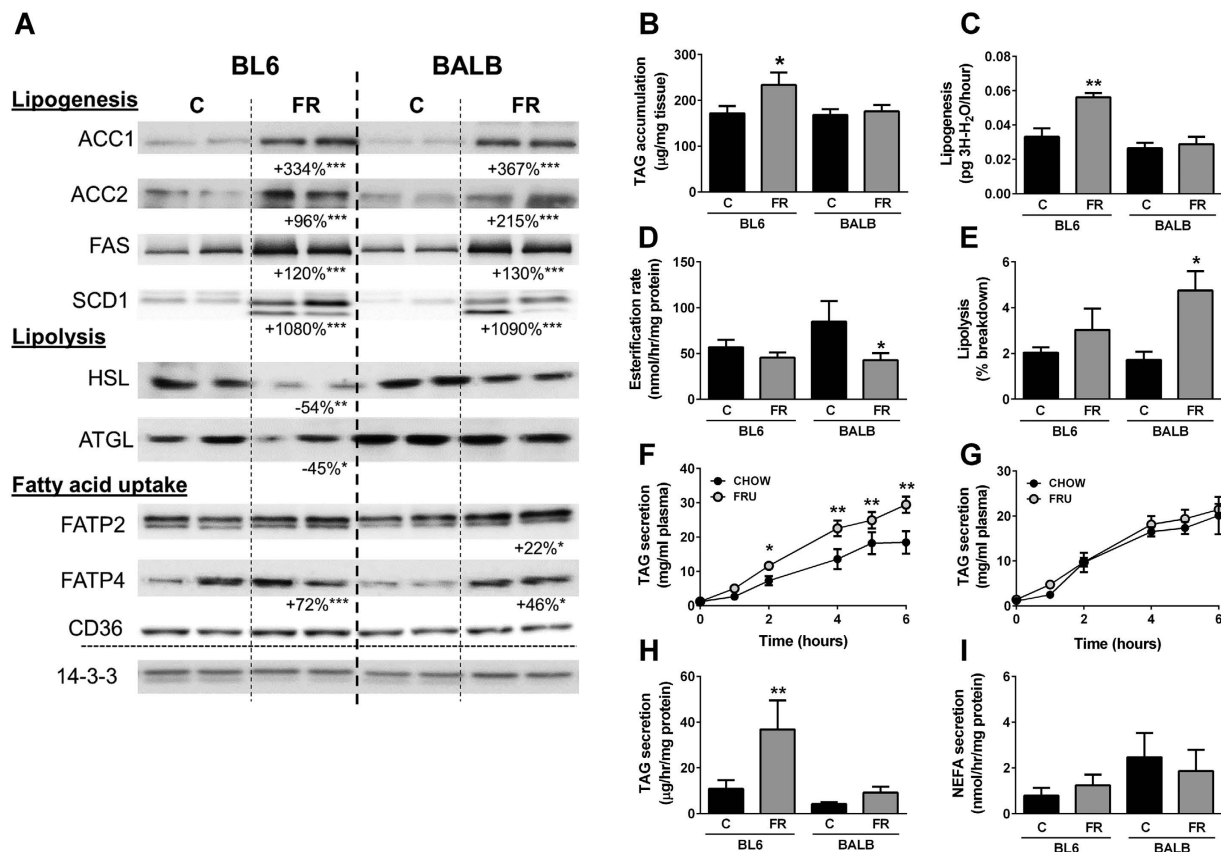 A
BL6 BALB
Lipogenesis C FR C FR
ACC1
+334%*** +367%***
ACC2
+96%*** +215%***
FAS
+120%*** +130%***
SCD1
+1080%*** +1090%***
Lipolysis
HSL
-54%**
ATGL
-45%*
Fatty acid uptake
FATP2
+22%*
FATP4
+72%*** +46%*
CD36
14-3-3
B
TAG accumulation
(µg/mg tissue)
300
200
100
0
*
C FR C FR
BL6 BALB
C
Lipogenesis
(pg 3H-H₂O/hour)
0.08
0.06
0.04
0.02
0.00
**
C FR C FR
BL6 BALB
D
Esterification rate
(nmol/hr/mg protein)
150
100
50
0
*
C FR C FR
BL6 BALB
E
Lipolysis
(% breakdown)
6
4
2
0
*
C FR C FR
BL6 BALB
F
TAG secretion
(mg/ml plasma)
40
30
20
10
0
CHOW
FRU
* ** ** **
0 2 4 6
Time (hours)
G
TAG secretion
(mg/ml plasma)
40
30
20
10
0
CHOW
FRU
0 2 4 6
Time (hours)
H
TAG secretion
(µg/hr/mg protein)
60
40
20
0
**
C FR C FR
BL6 BALB
I
NEFA secretion
(nmol/hr/mg protein)
6
4
2
0
C FR C FR
BL6 BALB